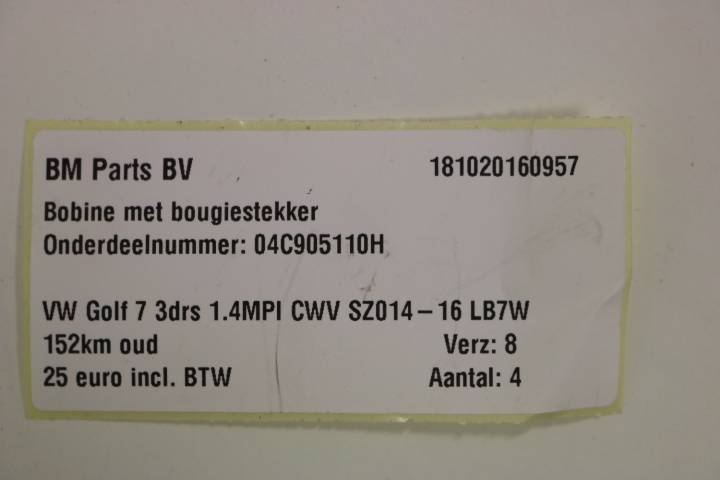 BM Parts BV 181020160957
Bobine met bougiestekker
Onderdeelnummer: 04C905110H
VW Golf 7 3drs 1.4MPI CWV SZ014-16 LB7W
152km oud Verz: 8
25 euro incl. BTW Aantal: 4